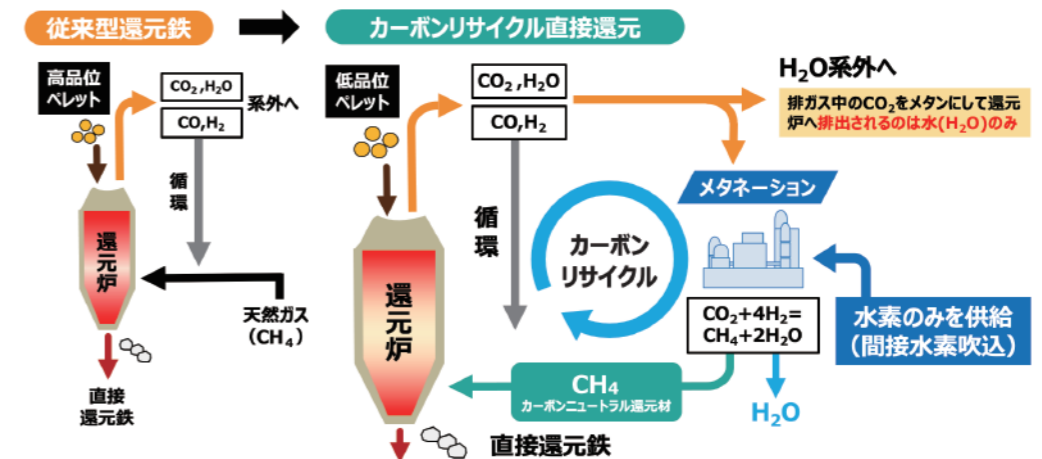 従来型還元鉄
カーボンリサイクル直接還元
高品位
ペレット
CO₂,H₂O
CO,H₂
系外へ
循環
還元炉
天然ガス
(CH₄)
直接
還元鉄
低品位
ペレット
CO₂,H₂O
CO,H₂
循環
還元炉
カーボン
リサイクル
H₂O系外へ
排ガス中のCO₂をメタンにして還元
炉へ排出されるのは水(H₂O)のみ
メタネーション
CO₂+4H₂=
CH₄+2H₂O
水素のみを供給
(間接水素吹込)
CH₄
カーボンニュートラル還元材
H₂O
直接還元鉄